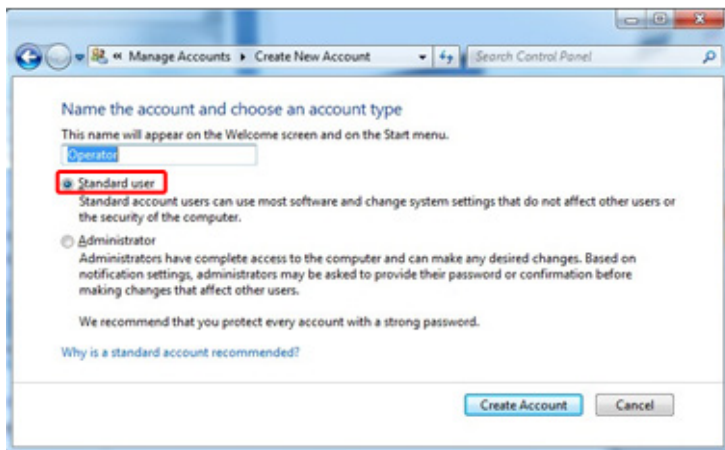 « Manage Accounts ▸ Create New Account
Search Control Panel
Name the account and choose an account type
This name will appear on the Welcome screen and on the Start menu.
Operator
Standard user
Standard account users can use most software and change system settings that do not affect other users or
the security of the computer.
Administrator
Administrators have complete access to the computer and can make any desired changes. Based on
notification settings, administrators may be asked to provide their password or confirmation before
making changes that affect other users.
We recommend that you protect every account with a strong password.
Why is a standard account recommended?
Create Account
Cancel